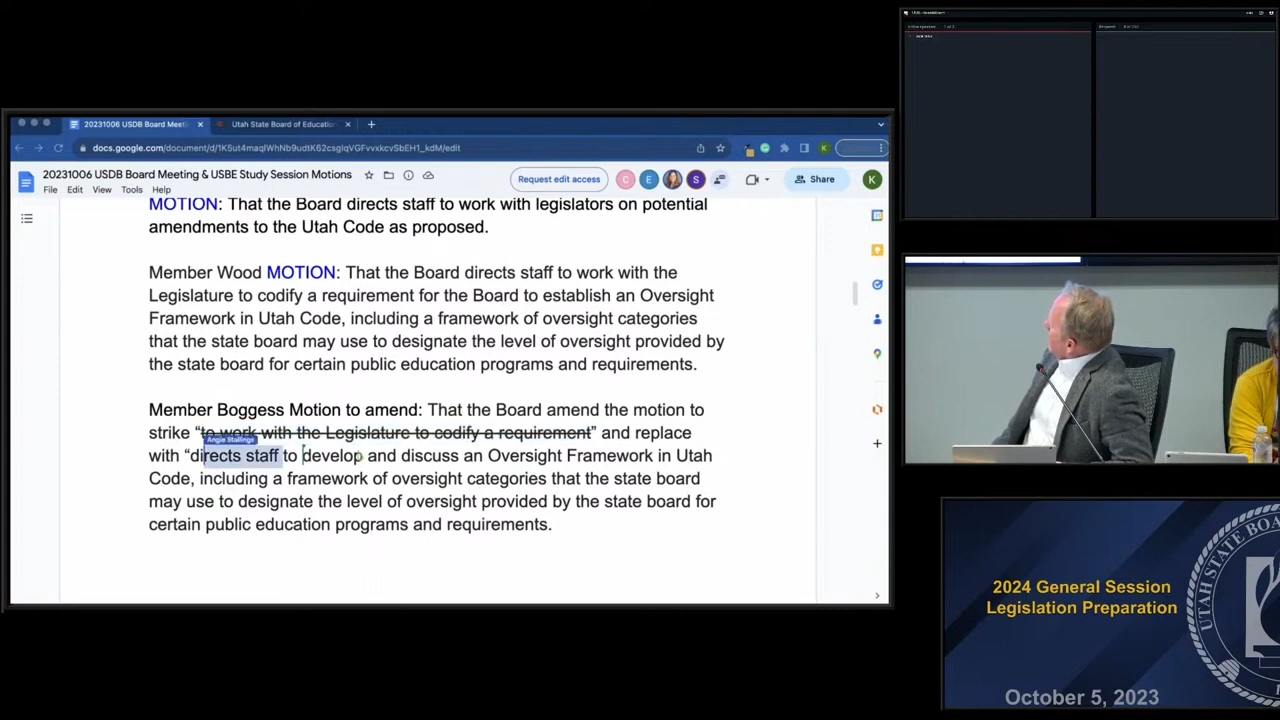 20231006 USDB Board Meeti
Utah State Board of Education
docs.google.com/document/d/1K5ut4maqIWhNb9udtK62csgIqVGFvvxkcvSbEH1_kdM/edit
20231006 USDB Board Meeting & USBE Study Session Motions
Request edit access
C
E
S
Share
K
File Edit View Tools Help
MOTION: That the Board directs staff to work with legislators on potential
amendments to the Utah Code as proposed.
Member Wood MOTION: That the Board directs staff to work with the
Legislature to codify a requirement for the Board to establish an Oversight
Framework in Utah Code, including a framework of oversight categories
that the state board may use to designate the level of oversight provided by
the state board for certain public education programs and requirements.
Member Boggess Motion to amend: That the Board amend the motion to
strike “to work with the Legislature to codify a requirement” and replace
Angie Stallings
with “directs staff to develop and discuss an Oversight Framework in Utah
Code, including a framework of oversight categories that the state board
may use to designate the level of oversight provided by the state board for
certain public education programs and requirements.
2024 General Session
Legislation Preparation
October 5, 2023
UTAH STATE BOA